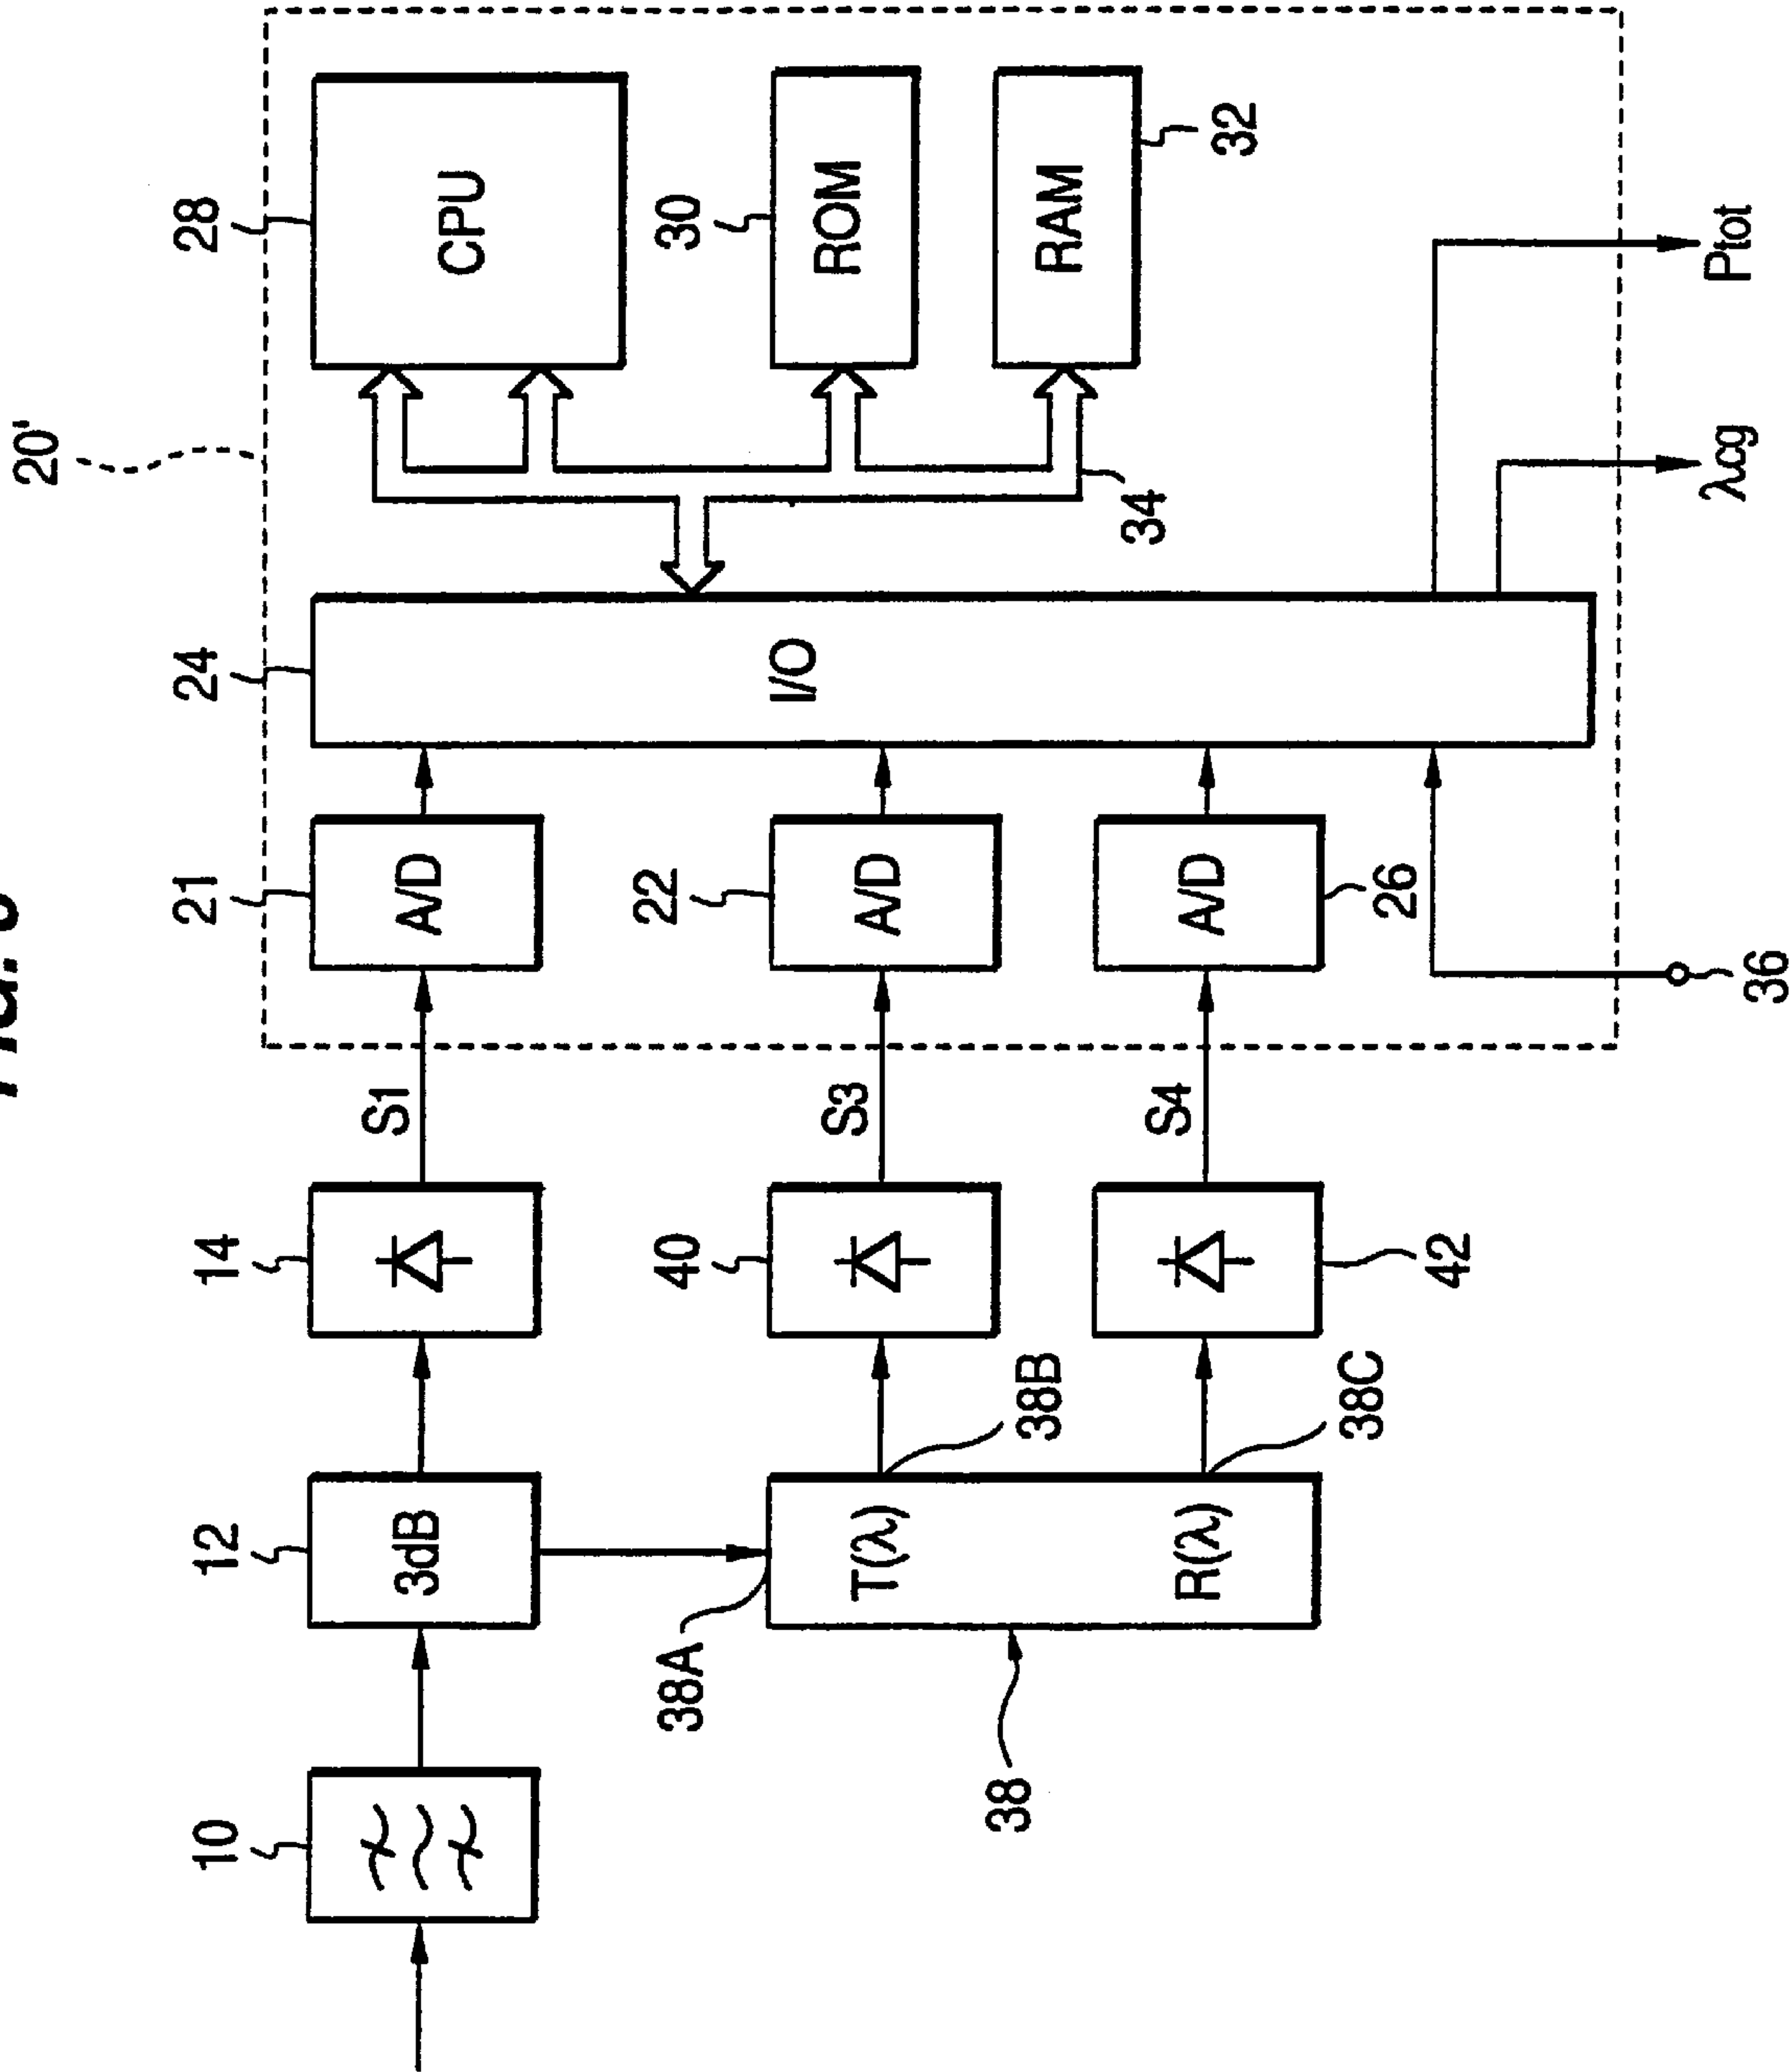 FIG.
20'
10
12
14
21
24
28
3dB
S1
A/D
CPU
38A
40
22
30
I/O
T(λ)
S3
A/D
ROM
38
38B
RAM
34
R(λ)
S4
A/D
32
38C
42
26
36
λcg
Ptot